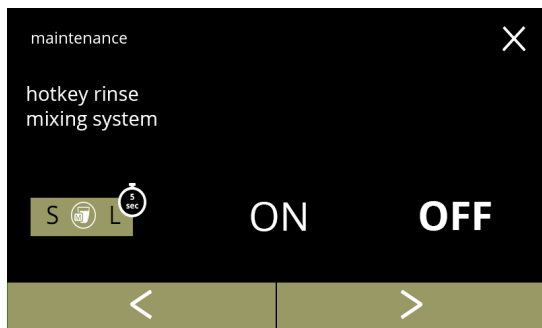 maintenance
hotkey rinse
mixing system
5
sec
S M L
ON
OFF